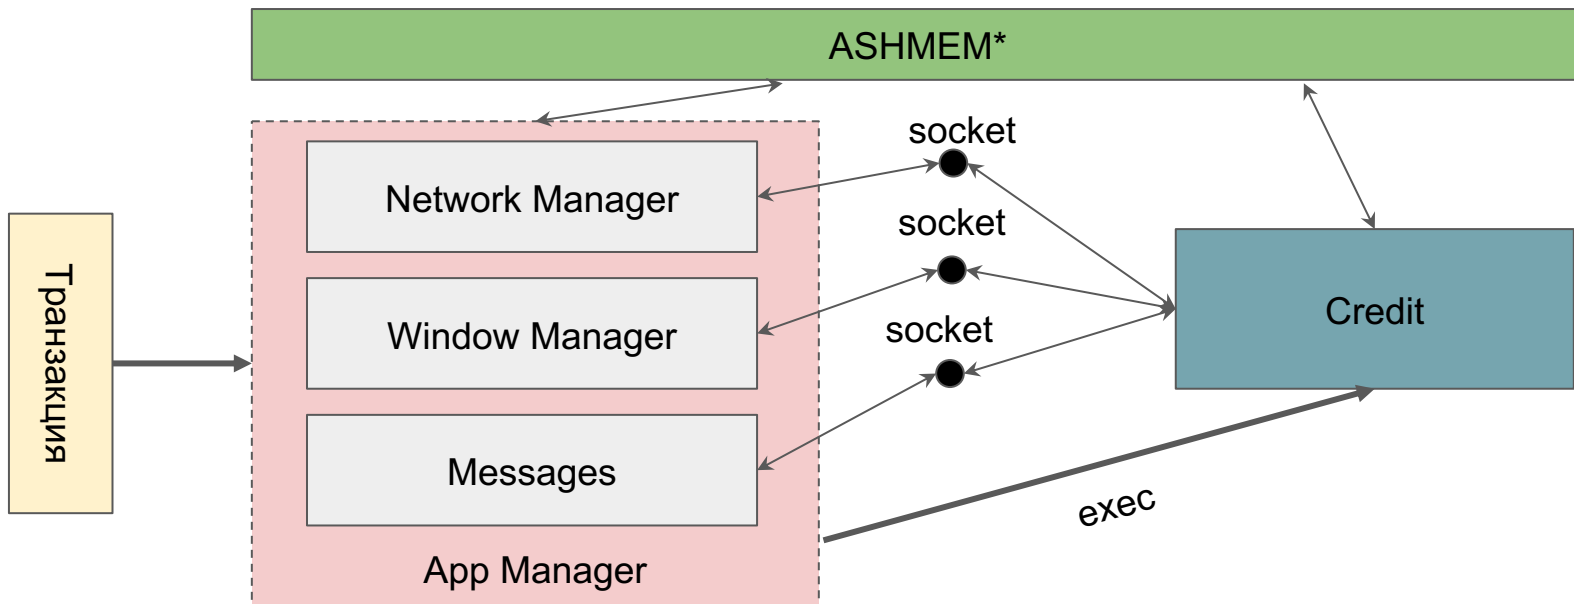 ASHMEM*
socket
Network Manager
socket
Транзакция
Window Manager
Credit
socket
Messages
exec
App Manager